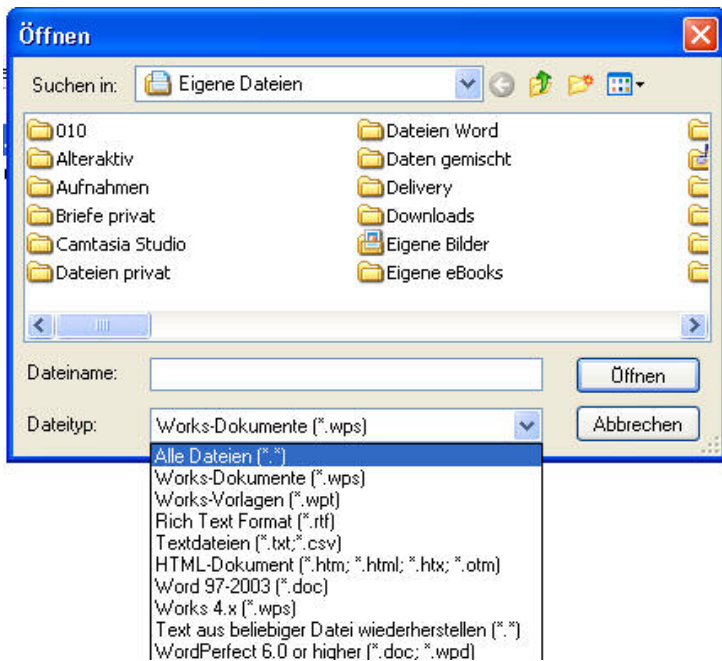 Öffnen
Suchen in: Eigene Dateien
010
Alteraktiv
Aufnahmen
Briefe privat
Camtasia Studio
Dateien privat
Dateien Word
Daten gemischt
Delivery
Downloads
Eigene Bilder
Eigene eBooks
Dateiname:
Öffnen
Dateityp: Works-Dokumente (*.wps)
Abbrechen
Alle Dateien (*.*)
Works-Dokumente (*.wps)
Works-Vorlagen (*.wpt)
Rich Text Format (*.rtf)
Textdateien (*.txt;*.csv)
HTML-Dokument (*.htm; *.html; *.htx; *.otm)
Word 97-2003 (*.doc)
Works 4.x (*.wps)
Text aus beliebiger Datei wiederherstellen (*.*)
WordPerfect 6.0 or higher (*.doc; *.wpd)